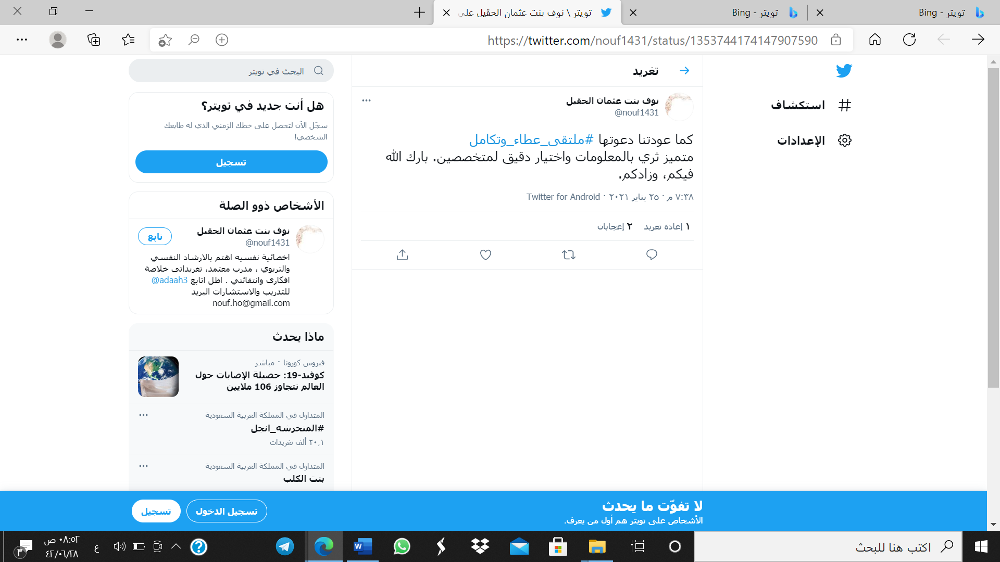 تويتر - Bing
تويتر - Bing
تويتر \ نوف بنت عثمان الحقيل على
https://twitter.com/nouf1431/status/1353744174147907590
استكشاف
الإعدادات
تغريد
نوف بنت عثمان الحقيل
@nouf1431
كما عودتنا دعوتها #ملتقى_عطاء_وتكامل
متميز ثري بالمعلومات واختيار دقيق لمتخصصين. بارك الله
فيكم، وزادكم.
٧:٣٨ م · ٢٥ يناير ٢٠٢١ · Twitter for Android
١ إعادة تغريد ٢ إعجابان
البحث في تويتر
هل أنت جديد في تويتر؟
سجّل الآن لتحصل على خطك الزمني الذي له طابعك
الشخصي!
تسجيل
الأشخاص ذوو الصلة
نوف بنت عثمان الحقيل
@nouf1431
تابِع
اخصائية نفسيه اهتم بالارشاد النفسي
والتربوي ، مدرب معتمد، تغريداتي خلاصة
افكاري وانتقائتي . اظل اتابع @adaah3
للتدريب والاستشارات البريد
nouf.ho@gmail.com
ماذا يحدث
فيروس كورونا · مباشر
كوفيد-19: حصيلة الإصابات حول
العالم تتجاوز 106 ملايين
المتداول في المملكة العربية السعودية
#المتحرشه_انجل
٢٠٫١ ألف تغريدات
المتداول في المملكة العربية السعودية
بنت الكلب
لا تفوّت ما يحدث
الأشخاص على تويتر هم أول من يعرف.
تسجيل الدخول
تسجيل
اكتب هنا للبحث
ع
٠٨:٥٢ ص
٤٢/٠٦/٢٨
٣